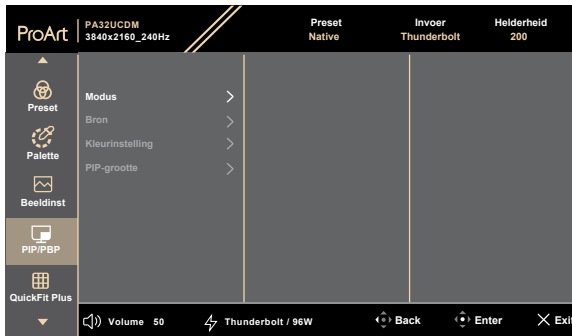 ProArt
PA32UCDM
3840x2160_240Hz
Preset
Native
Invoer
Thunderbolt
Helderheid
200
Preset
Palette
Beeldinst
PIP/PBP
QuickFit Plus
Modus
Bron
Kleurinstelling
PIP-grootte
Volume 50
Thunderbolt / 96W
Back
Enter
Exit